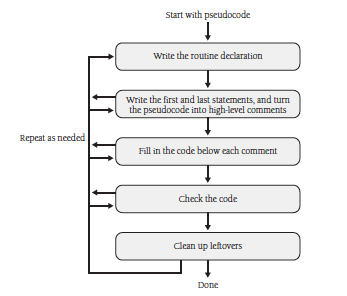 Start with pseudocode
Write the routine declaration
Write the first and last statements, and turn
the pseudocode into high-level comments
Repeat as needed
Fill in the code below each comment
Check the code
Clean up leftovers
Done